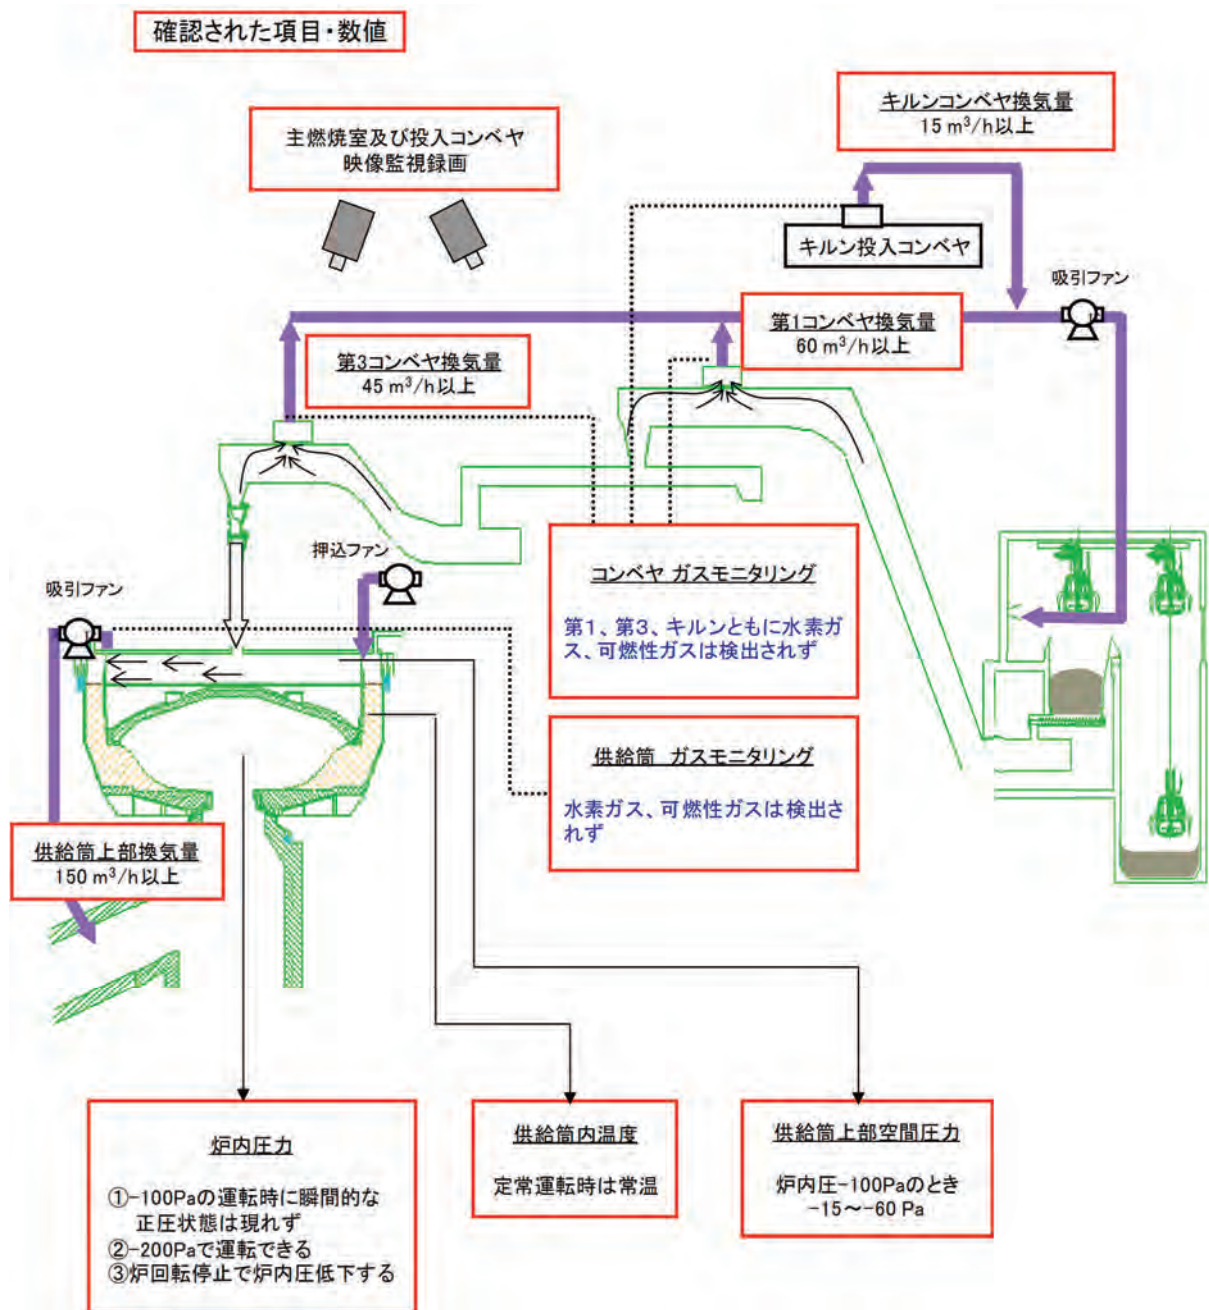 確認された項目・数値
キルンコンベヤ換気量
15 m³/h以上
主燃焼室及び投入コンベヤ
映像監視録画
キルン投入コンベヤ
吸引ファン
第1コンベヤ換気量
60 m³/h以上
第3コンベヤ換気量
45 m³/h以上
押込ファン
吸引ファン
コンベヤ ガスモニタリング
第1、第3、キルンともに水素ガ
ス、可燃性ガスは検出されず
供給筒 ガスモニタリング
水素ガス、可燃性ガスは検出さ
れず
供給筒上部換気量
150 m³/h以上
炉内圧力
①-100Paの運転時に瞬間的な
正圧状態は現れず
②-200Paで運転できる
③炉回転停止で炉内圧低下する
供給筒内温度
定常運転時は常温
供給筒上部空間圧力
炉内圧-100Paのとき
-15～-60 Pa